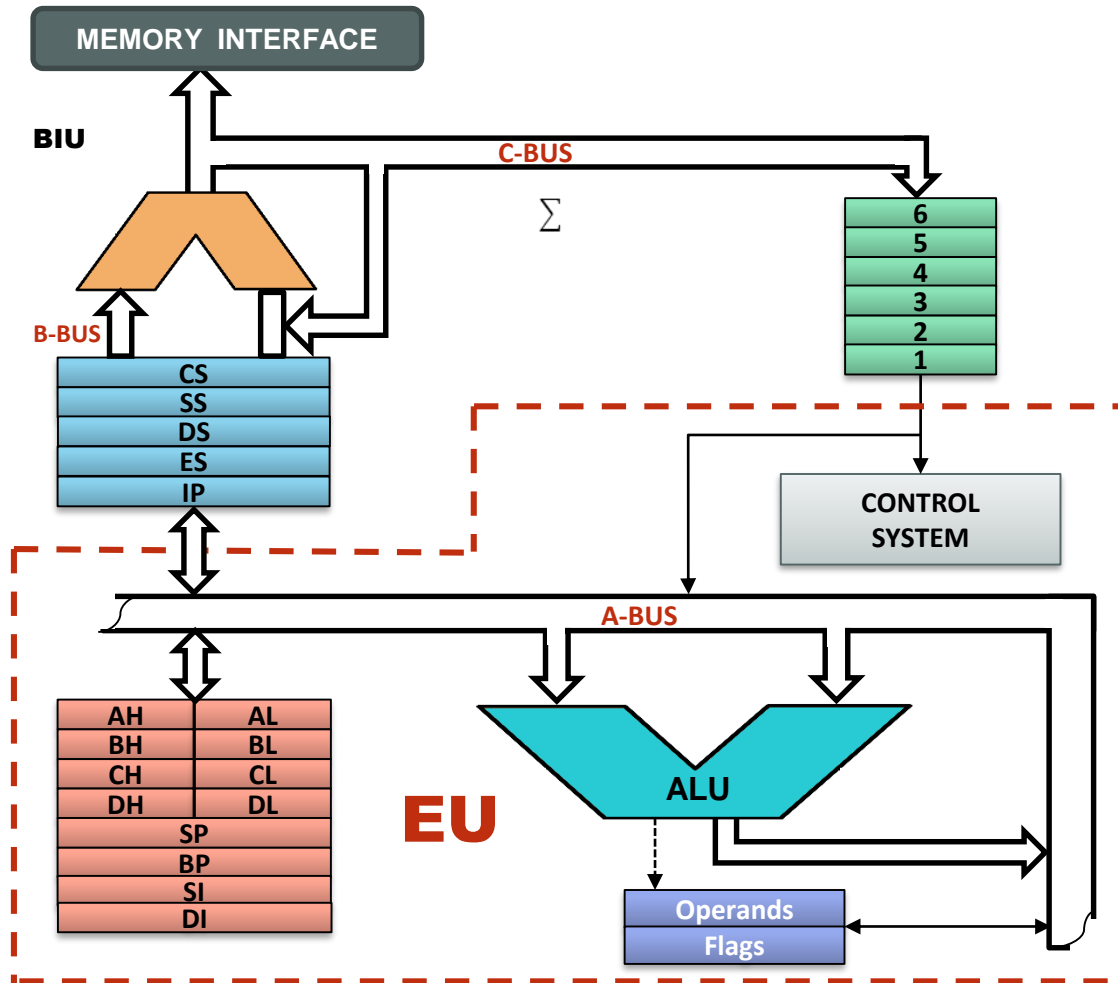 MEMORY INTERFACE
BIU
C-BUS
∑
6
5
4
3
2
1
B-BUS
CS
SS
DS
ES
IP
CONTROL
SYSTEM
A-BUS
AH AL
BH BL
CH CL
DH DL
SP
BP
SI
DI
EU
ALU
Operands
Flags